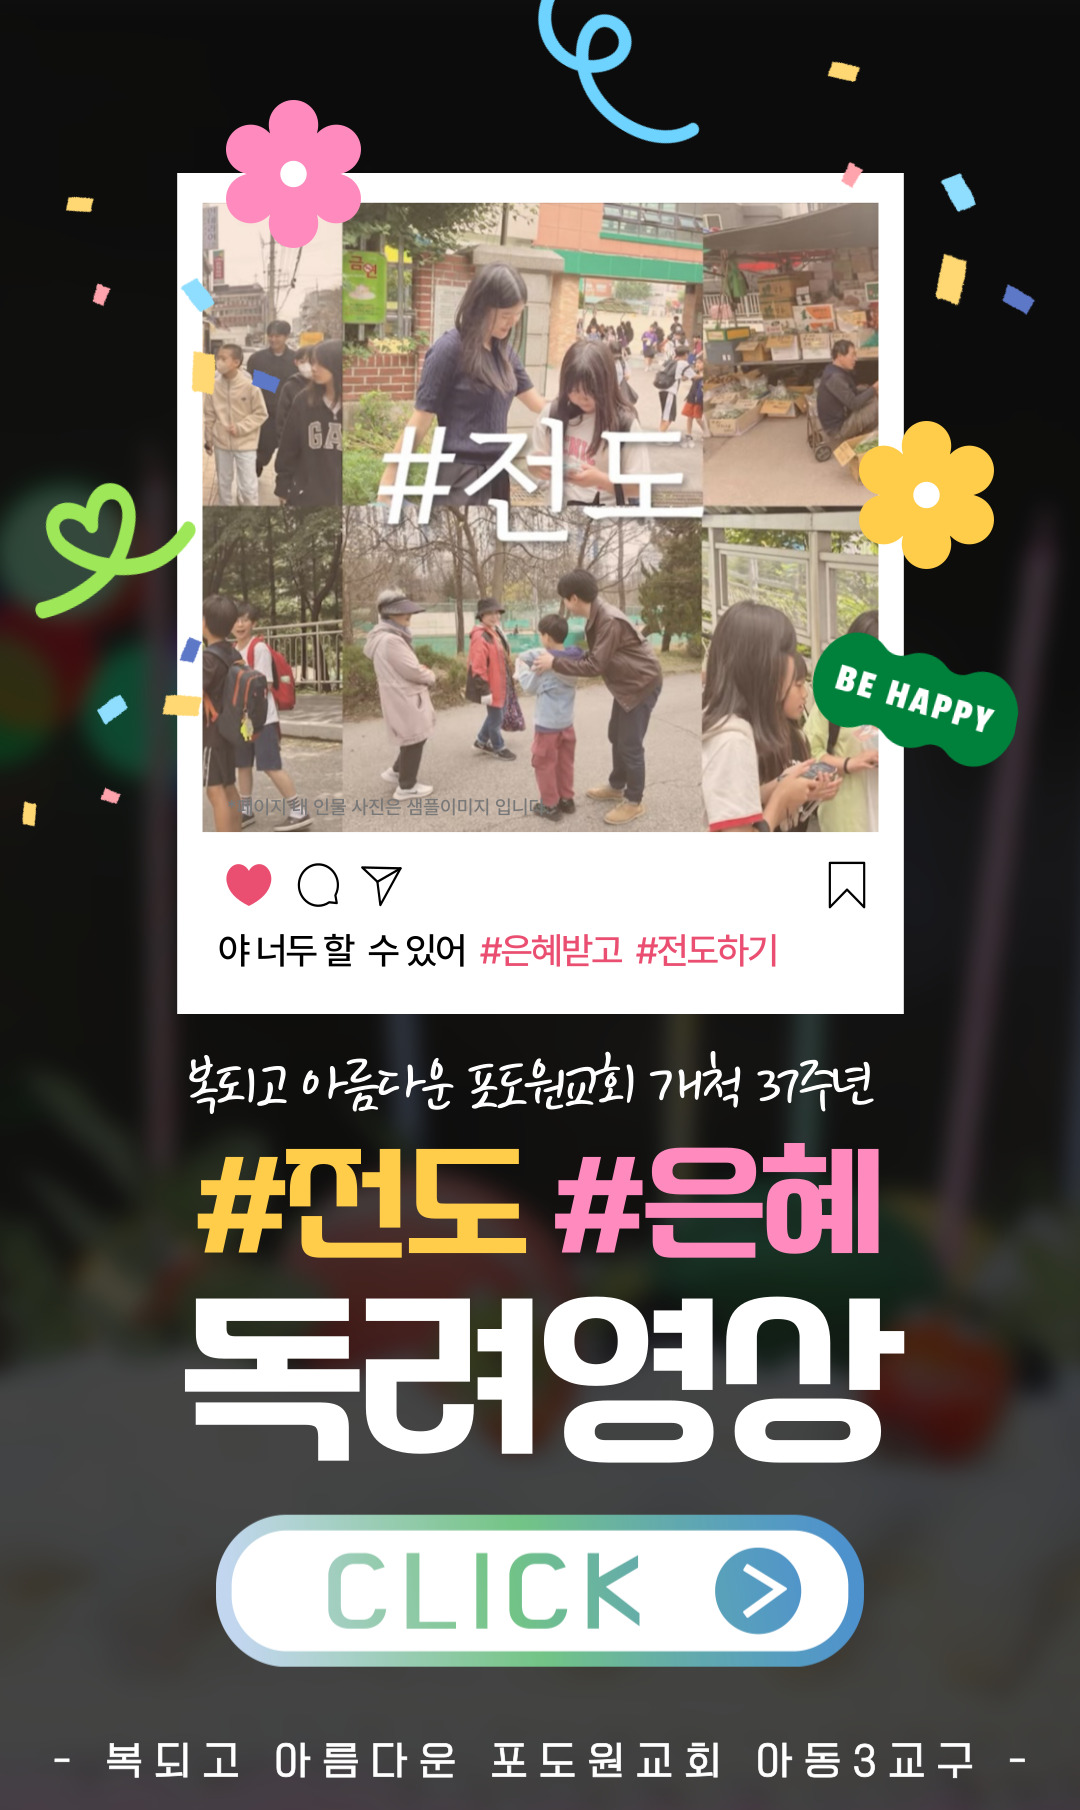 금연
GA
#전도
BE HAPPY
페이지 내 인물 사진은 샘플이미지 입니다.
야 너두 할 수 있어 #은혜받고 #전도하기
복되고 아름다운 포도원교회 개척 37주년
#전도 #은혜
독려영상
CLICK
- 복되고 아름다운 포도원교회 아동3교구 -